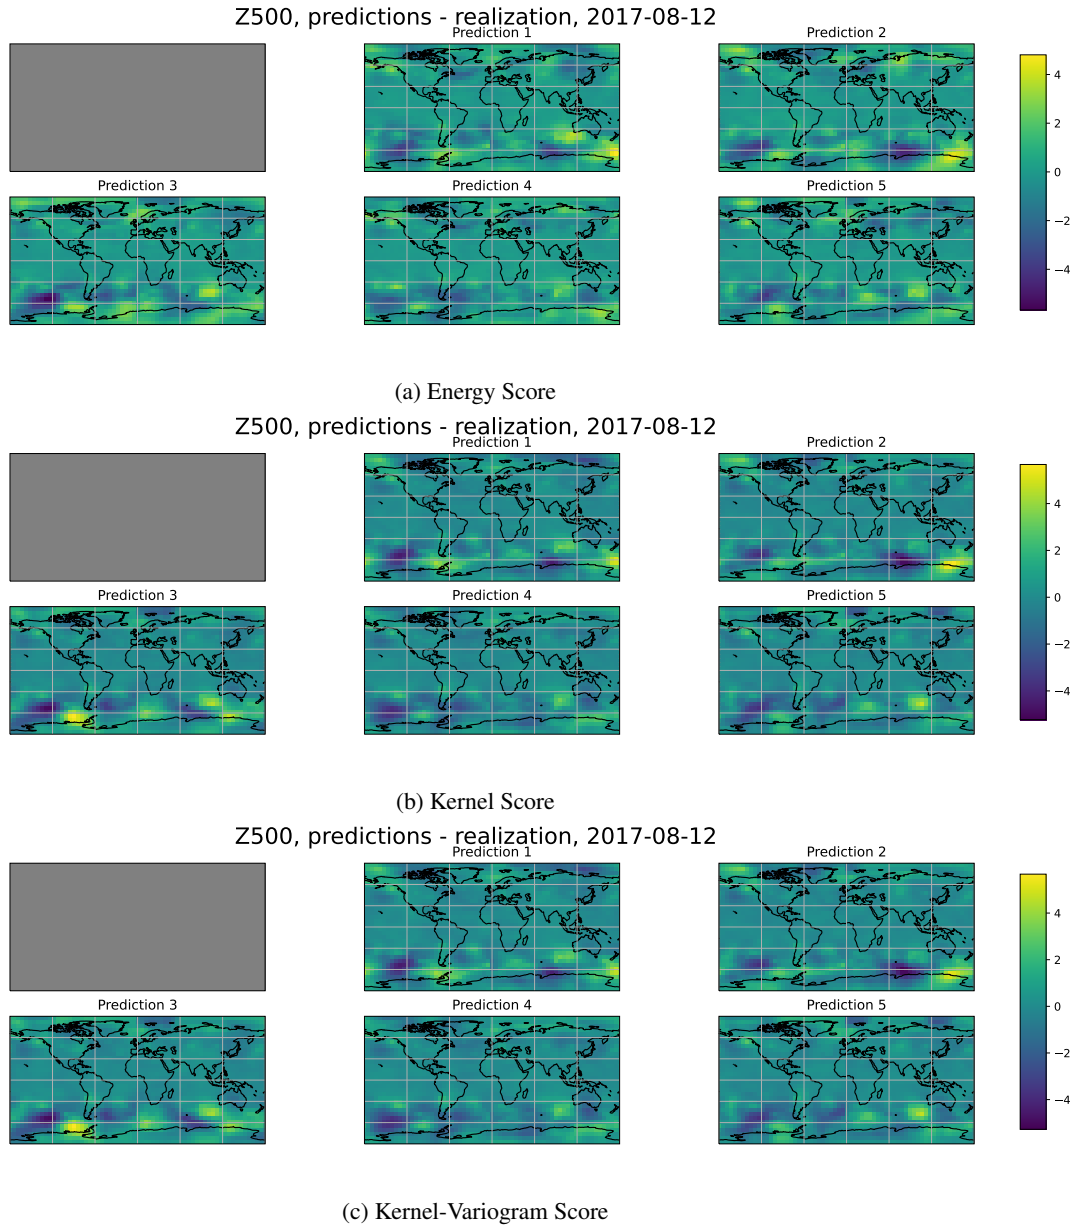 Z500, predictions - realization, 2017-08-12
Prediction 1
Prediction 2
4
2
0
−2
−4
Prediction 3
Prediction 4
Prediction 5
(a) Energy Score
Z500, predictions - realization, 2017-08-12
Prediction 1
Prediction 2
4
2
0
−2
−4
Prediction 3
Prediction 4
Prediction 5
(b) Kernel Score
Z500, predictions - realization, 2017-08-12
Prediction 1
Prediction 2
4
2
0
−2
−4
Prediction 3
Prediction 4
Prediction 5
(c) Kernel-Variogram Score